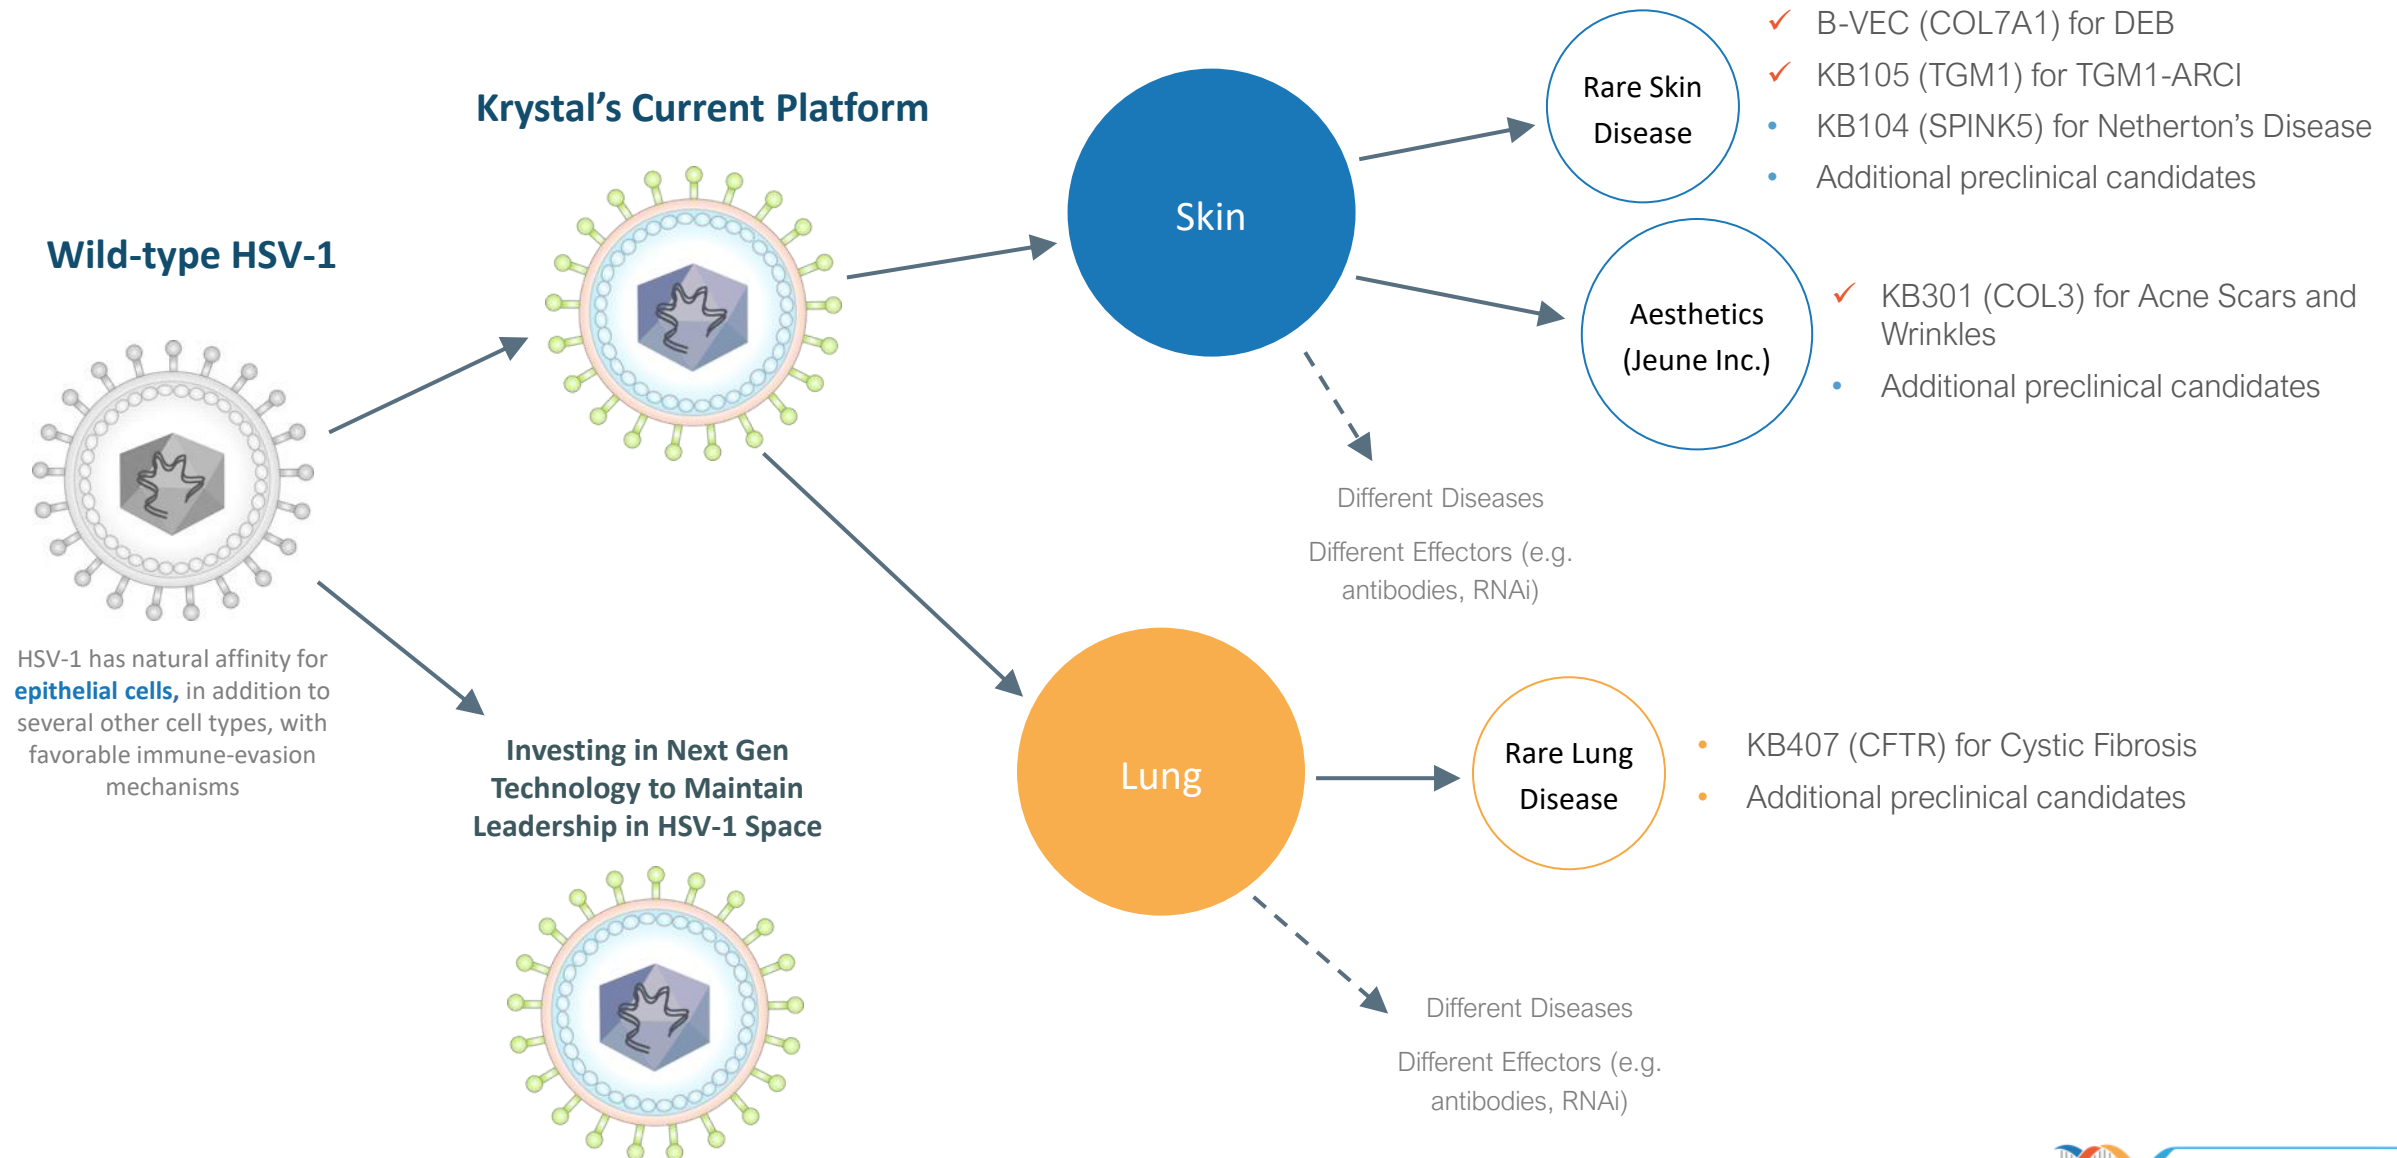 Krystal’s Current Platform
Wild-type HSV-1
HSV-1 has natural affinity for
epithelial cells, in addition to
several other cell types, with
favorable immune-evasion
mechanisms
Investing in Next Gen
Technology to Maintain
Leadership in HSV-1 Space
Skin
Rare Skin
Disease
✓ B-VEC (COL7A1) for DEB
✓ KB105 (TGM1) for TGM1-ARCI
• KB104 (SPINK5) for Netherton’s Disease
• Additional preclinical candidates
Aesthetics
(Jeune Inc.)
✓ KB301 (COL3) for Acne Scars and
Wrinkles
• Additional preclinical candidates
Different Diseases
Different Effectors (e.g.
antibodies, RNAi)
Lung
Rare Lung
Disease
• KB407 (CFTR) for Cystic Fibrosis
• Additional preclinical candidates
Different Diseases
Different Effectors (e.g.
antibodies, RNAi)